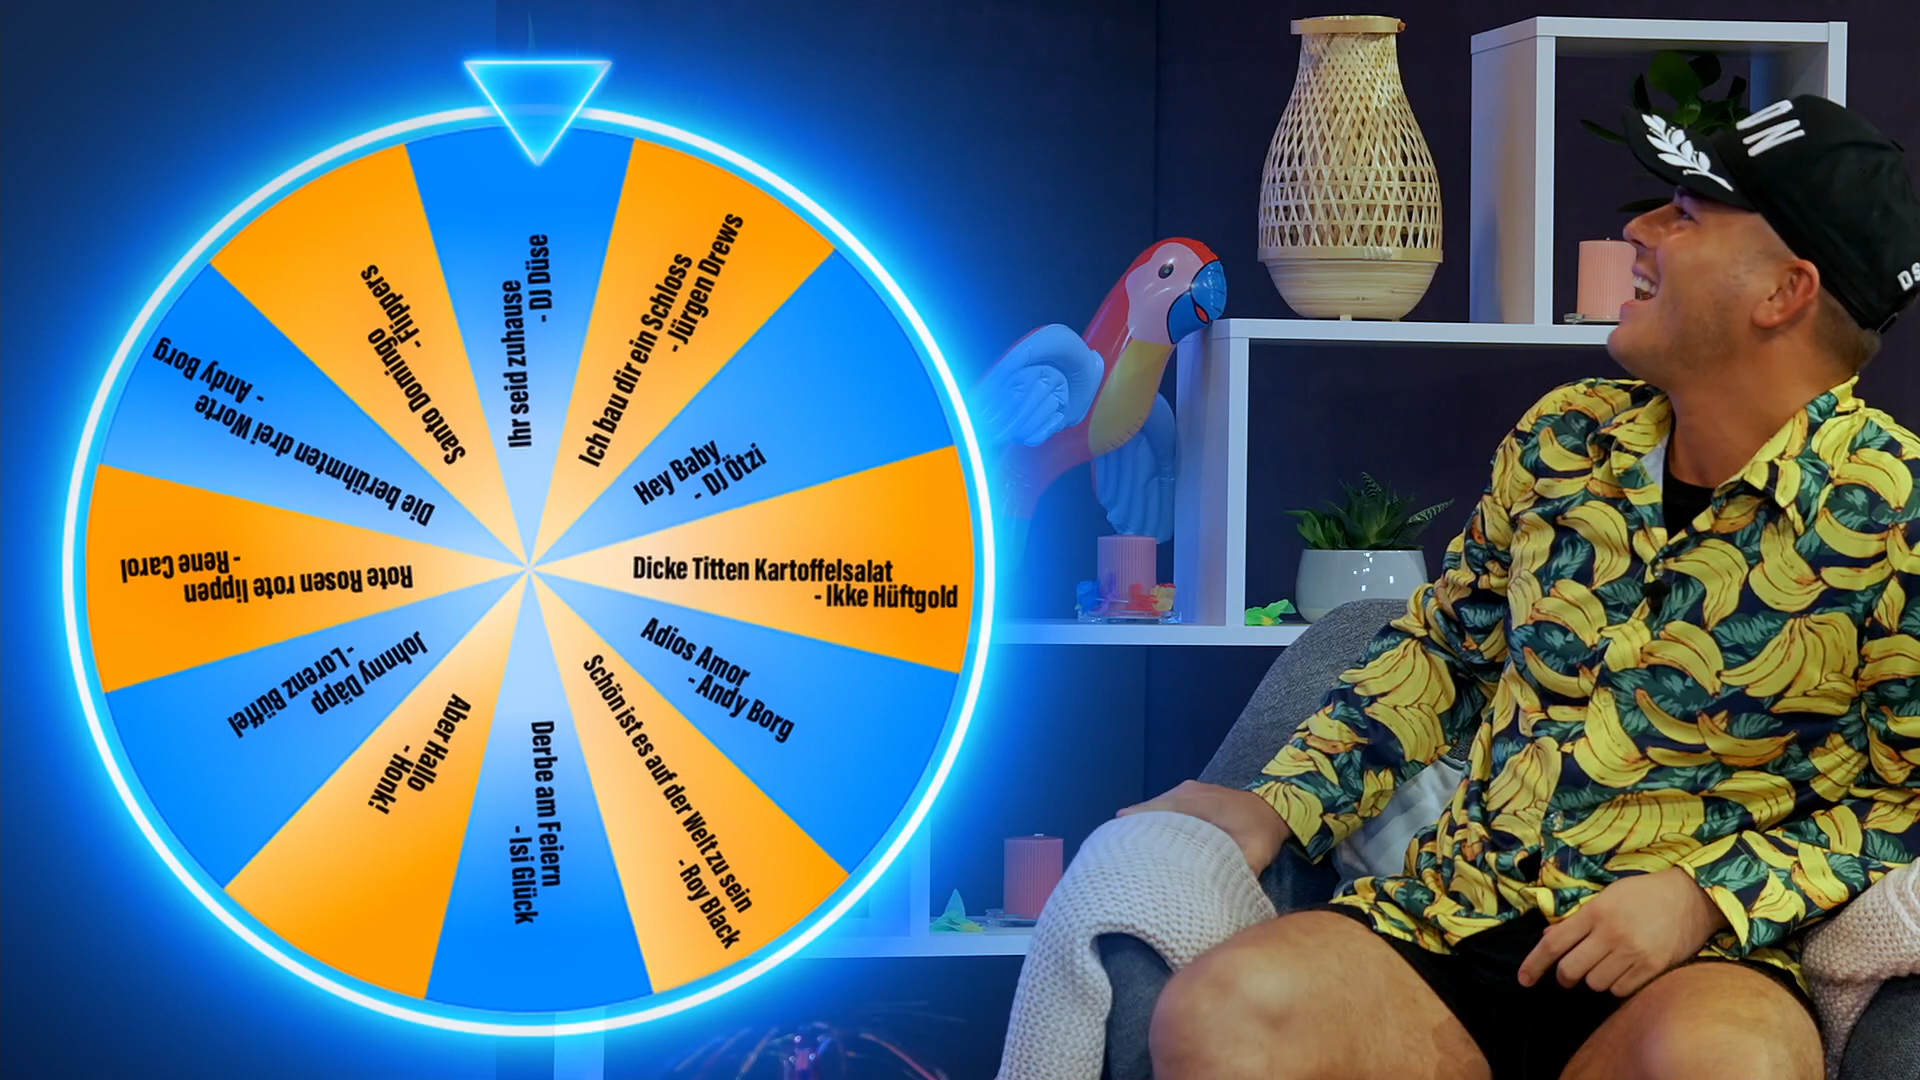 Ihr seid zuhause
- DJ Düse
Ich bau dir ein Schloss
- Jürgen Drews
Hey Baby
- DJ Ötzi
Dicke Titten Kartoffelsalat
- Ikke Hüftgold
Adios Amor
- Andy Borg
Schön ist es auf der Welt zu sein
- Roy Black
Derbe am Feiern
- Isi Glück
Aber Hallo
- Honk!
Johnny Däpp
-Lorenz Büffel
Rote Rosen rote lippen
- Rene Carol
Die berühmten drei Worte
- Andy Borg
Santo Domingo
- Flippers